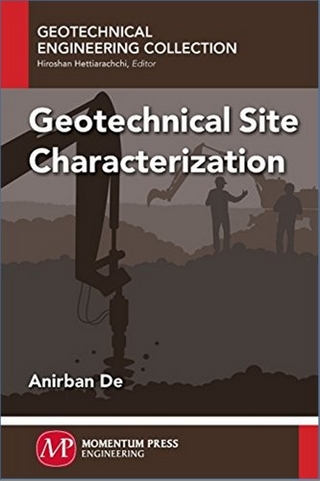 GEOTECHNICAL
ENGINEERING COLLECTION
Hiroshan Hettiarachchi, Editor
Geotechnical Site
Characterization
Anirban De
MP
MOMENTUM PRESS
ENGINEERING